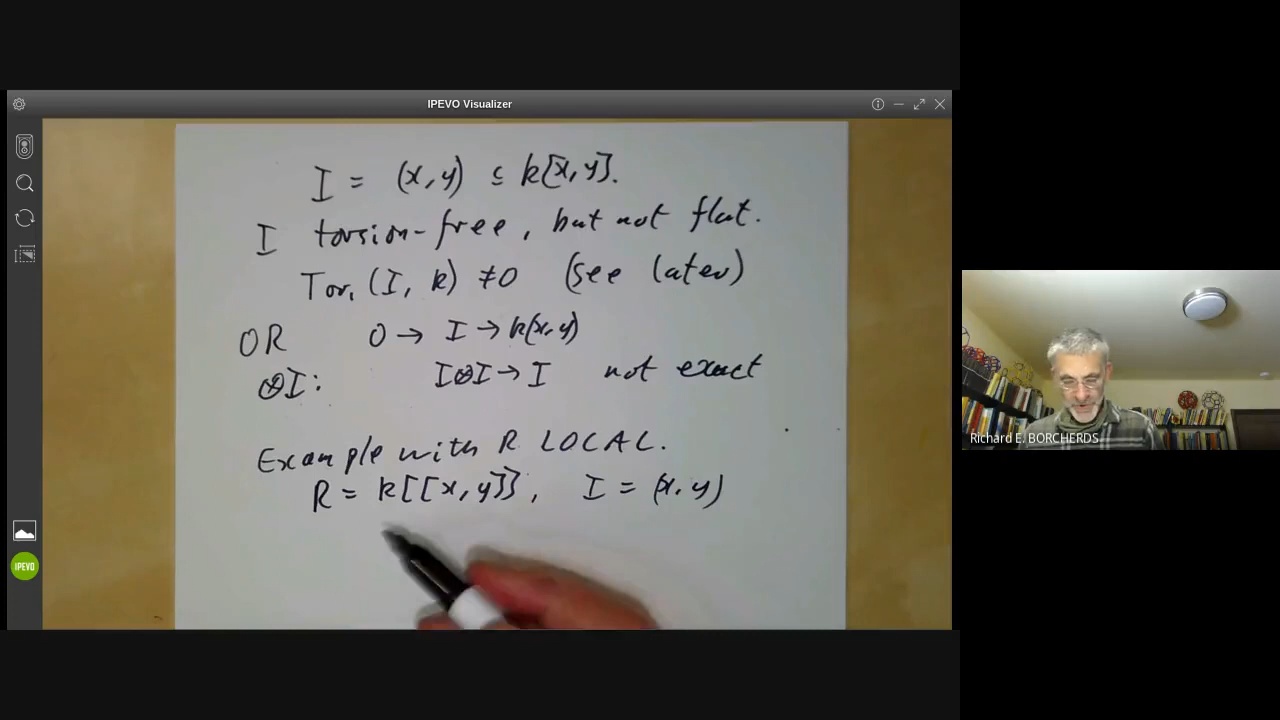 IPEVO Visualizer
I = (x, y) ⊆ k[x, y].
I torsion-free, but not flat.
Tor₁ (I, k) ≠ 0 (see later)
OR 0 → I → k(x, y)
⊗I: I⊗I → I not exact
Example with R LOCAL.
R = k[[x, y]], I = (x, y)
IPEVO
Richard E. BORCHERDS